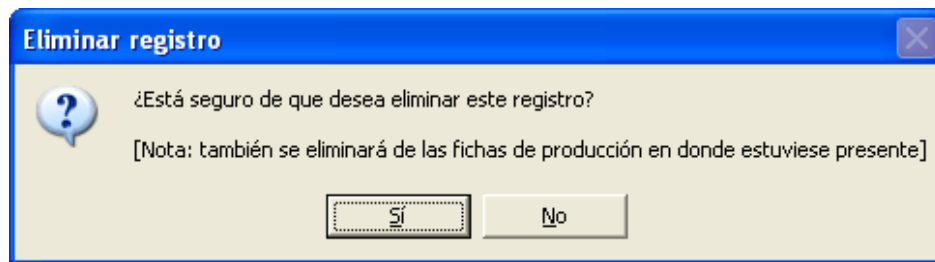 Eliminar registro
¿Está seguro de que desea eliminar este registro?
[Nota: también se eliminará de las fichas de producción en donde estuviese presente]
Sí
No